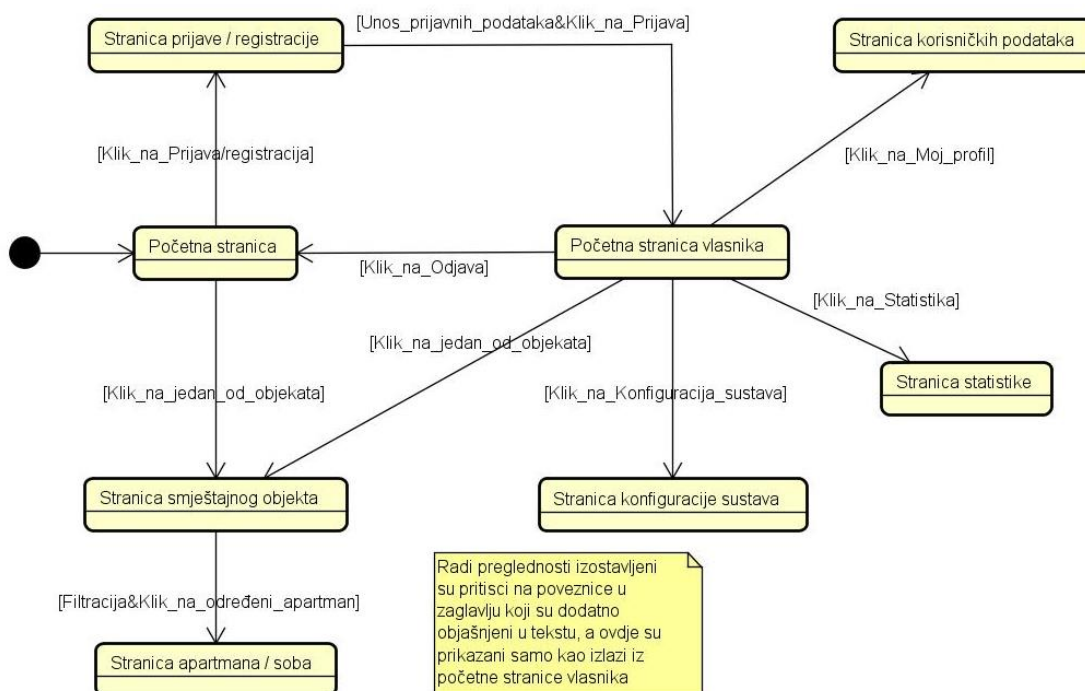 [Unos_prijavnih_podataka&Klik_na_Prijava]
Stranica prijave / registracije
Stranica korisničkih podataka
[Klik_na_Prijava/registracija]
[Klik_na_Moj_profil]
Početna stranica
Početna stranica vlasnika
[Klik_na_Odjava]
[Klik_na_Statistika]
[Klik_na_jedan_od_objekata]
[Klik_na_jedan_od_objekata]
[Klik_na_Konfiguracija_sustava]
Stranica statistike
Stranica smještajnog objekta
Stranica konfiguracije sustava
[Filtracija&Klik_na_određeni_apartman]
Stranica apartmana / soba
Radi preglednosti izostavljeni
su pritisci na poveznice u
zaglavlju koji su dodatno
objašnjeni u tekstu, a ovdje su
prikazani samo kao izlazi iz
početne stranice vlasnika